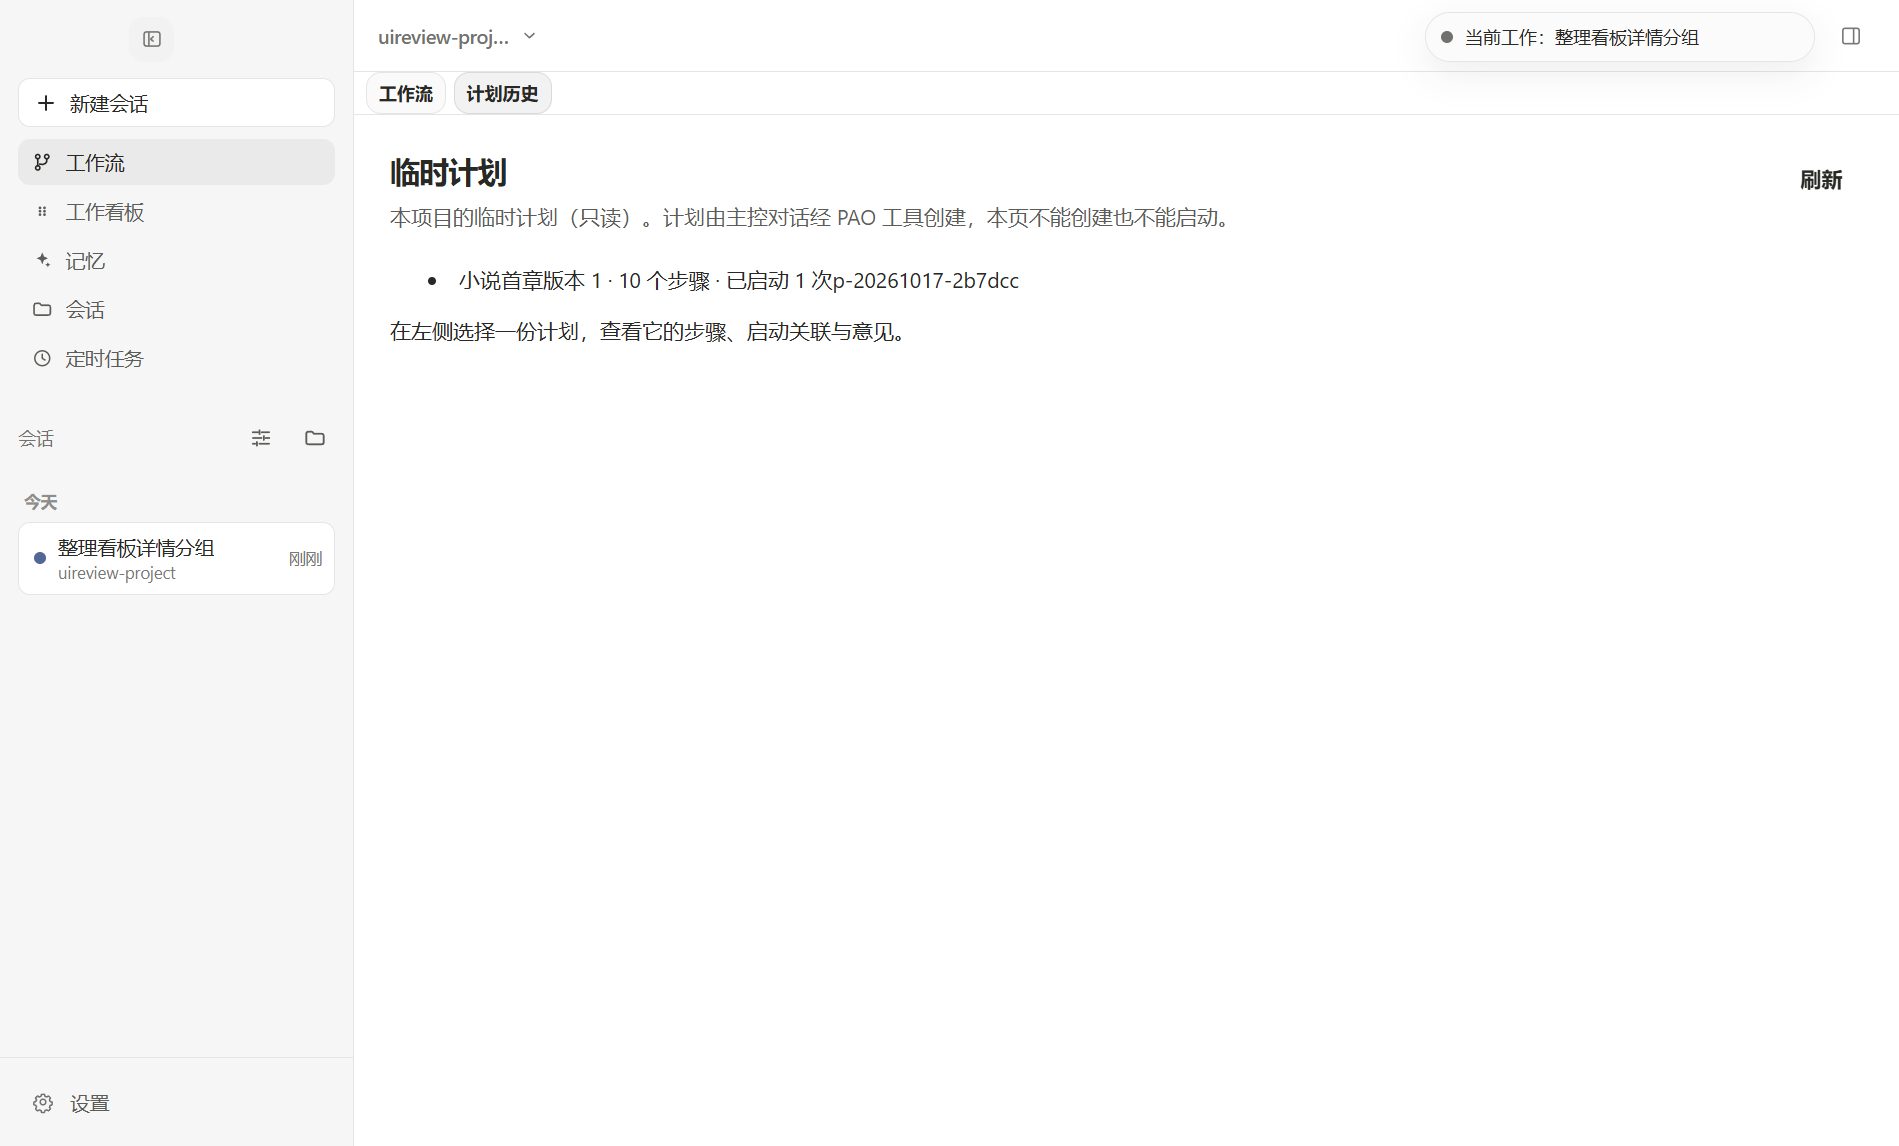 新建会话
工作流
工作看板
记忆
会话
定时任务
会话
今天
整理看板详情分组
刚刚
uireview-project
设置
uireview-proj...
当前工作：整理看板详情分组
工作流
计划历史
临时计划
刷新
本项目的临时计划（只读）。计划由主控对话经 PAO 工具创建，本页不能创建也不能启动。
小说首章版本 1 · 10 个步骤 · 已启动 1 次p-20261017-2b7dcc
在左侧选择一份计划，查看它的步骤、启动关联与意见。